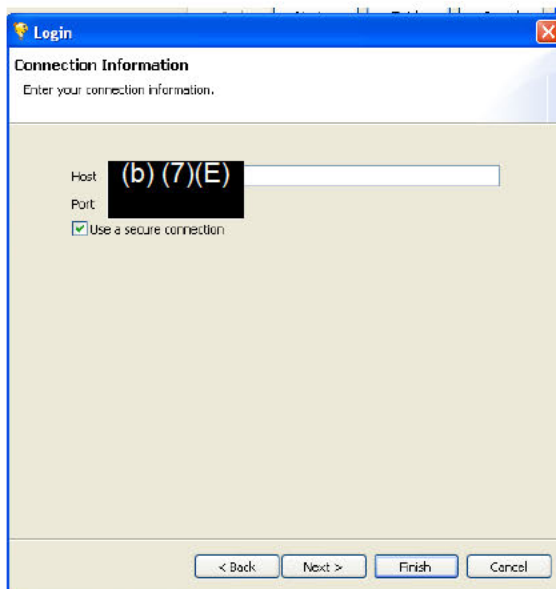 Login
Connection Information
Enter your connection information.
Host (b) (7)(E)
Port
Use a secure connection
< Back Next > Finish Cancel